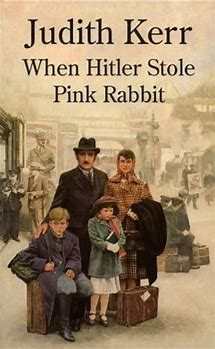 Judith Kerr
When Hitler Stole
Pink Rabbit